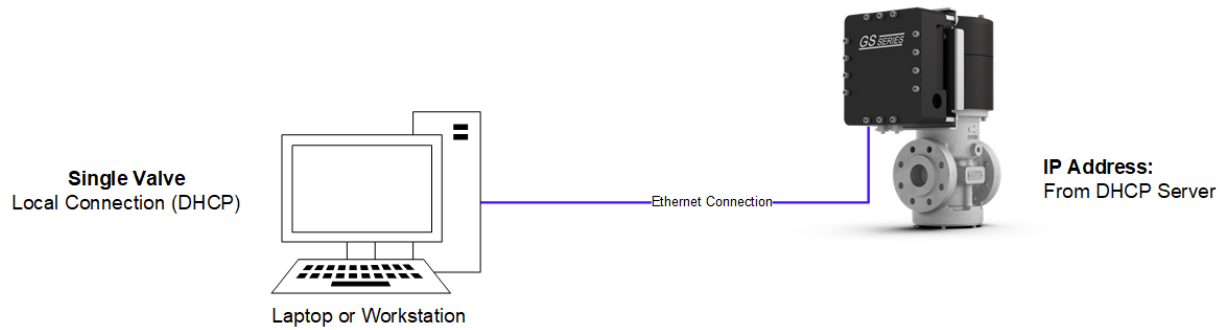 GS SERIES
Single Valve
Local Connection (DHCP)
Ethernet Connection
IP Address:
From DHCP Server
Laptop or Workstation